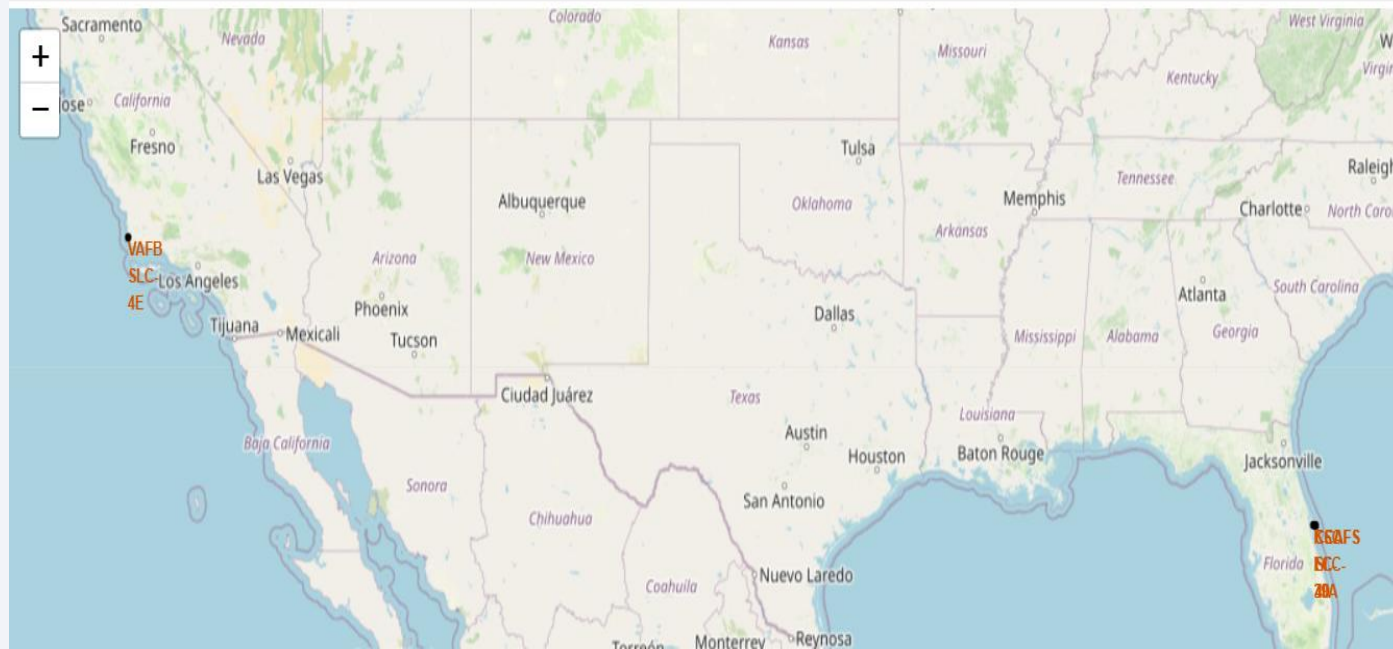 Sacramento
Nevada
Colorado
Kansas
Missouri
West Virginia
+
−
ose
California
Fresno
Las Vegas
Kentucky
Tulsa
Albuquerque
Oklahoma
Memphis
Tennessee
Charlotte
North Caro
Raleigh
VAFB
SLC-
4E
Los Angeles
Arizona
New Mexico
Arkansas
Phoenix
Tucson
Tijuana
Mexicali
Dallas
Atlanta
South Carolina
Mississippi
Alabama
Georgia
Ciudad Juárez
Texas
Louisiana
Baja California
Austin
Houston
Baton Rouge
Jacksonville
Sonora
Chihuahua
San Antonio
Coahuila
Nuevo Laredo
Florida
Torreón
Monterrey
Reynosa